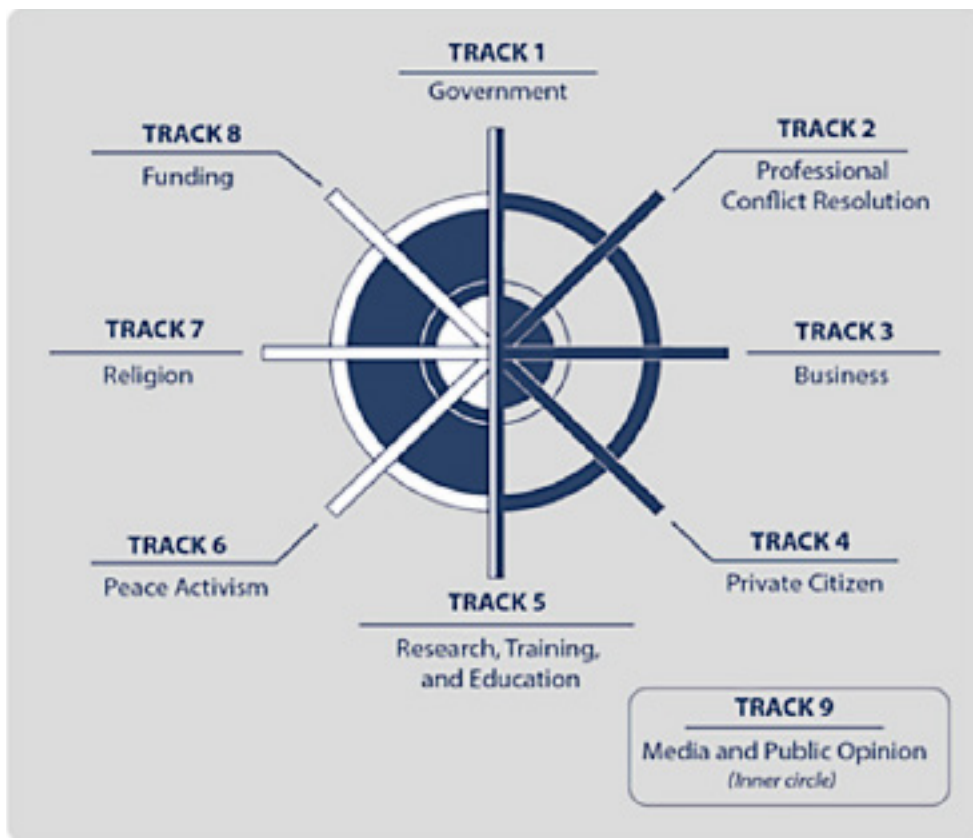 TRACK 1
Government
TRACK 8
Funding
TRACK 2
Professional
Conflict Resolution
TRACK 7
Religion
TRACK 3
Business
TRACK 6
Peace Activism
TRACK 4
Private Citizen
TRACK 5
Research, Training,
and Education
TRACK 9
Media and Public Opinion
(Inner circle)